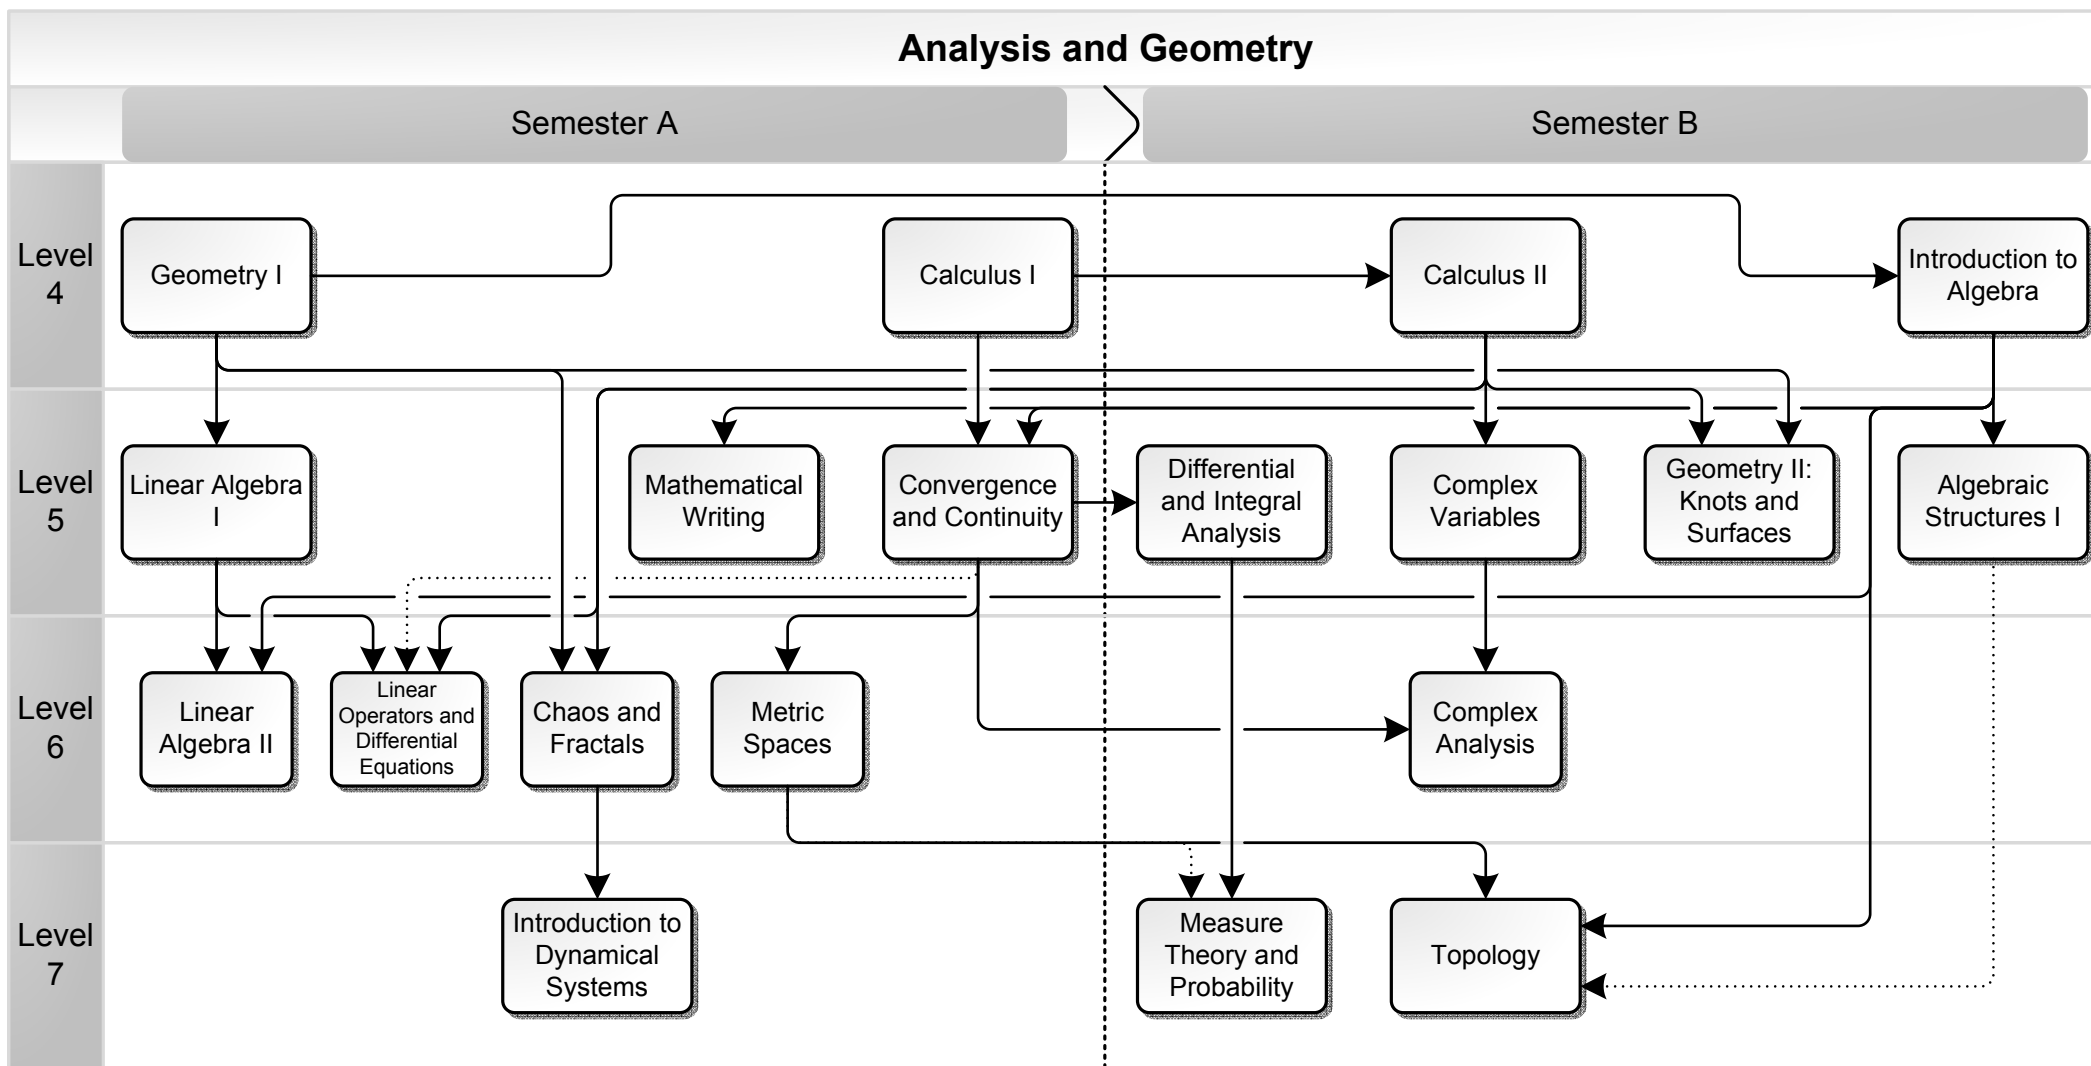 Analysis and Geometry
Semester A
Semester B
Level
4
Geometry I
Calculus I
Calculus II
Introduction to
Algebra
Level
5
Linear Algebra
I
Mathematical
Writing
Convergence
and Continuity
Differential
and Integral
Analysis
Complex
Variables
Geometry II:
Knots and
Surfaces
Algebraic
Structures I
Level
6
Linear
Algebra II
Linear
Operators and
Differential
Equations
Chaos and
Fractals
Metric
Spaces
Complex
Analysis
Level
7
Introduction to
Dynamical
Systems
Measure
Theory and
Probability
Topology